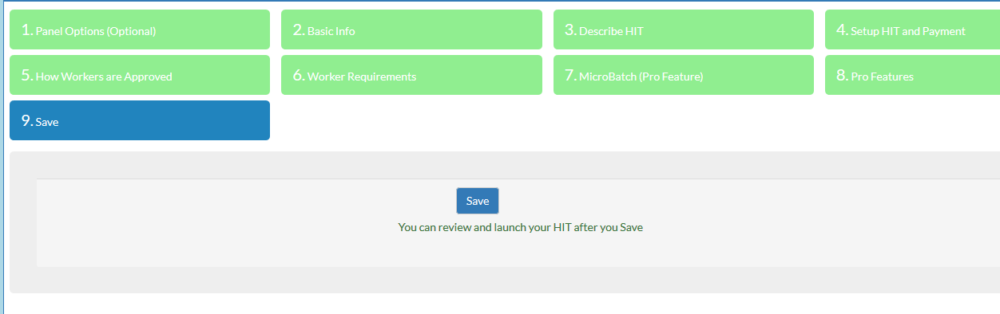 1. Panel Options (Optional)
2. Basic Info
3. Describe HIT
4. Setup HIT and Payment
5. How Workers are Approved
6. Worker Requirements
7. MicroBatch (Pro Feature)
8. Pro Features
9. Save
Save
You can review and launch your HIT after you Save